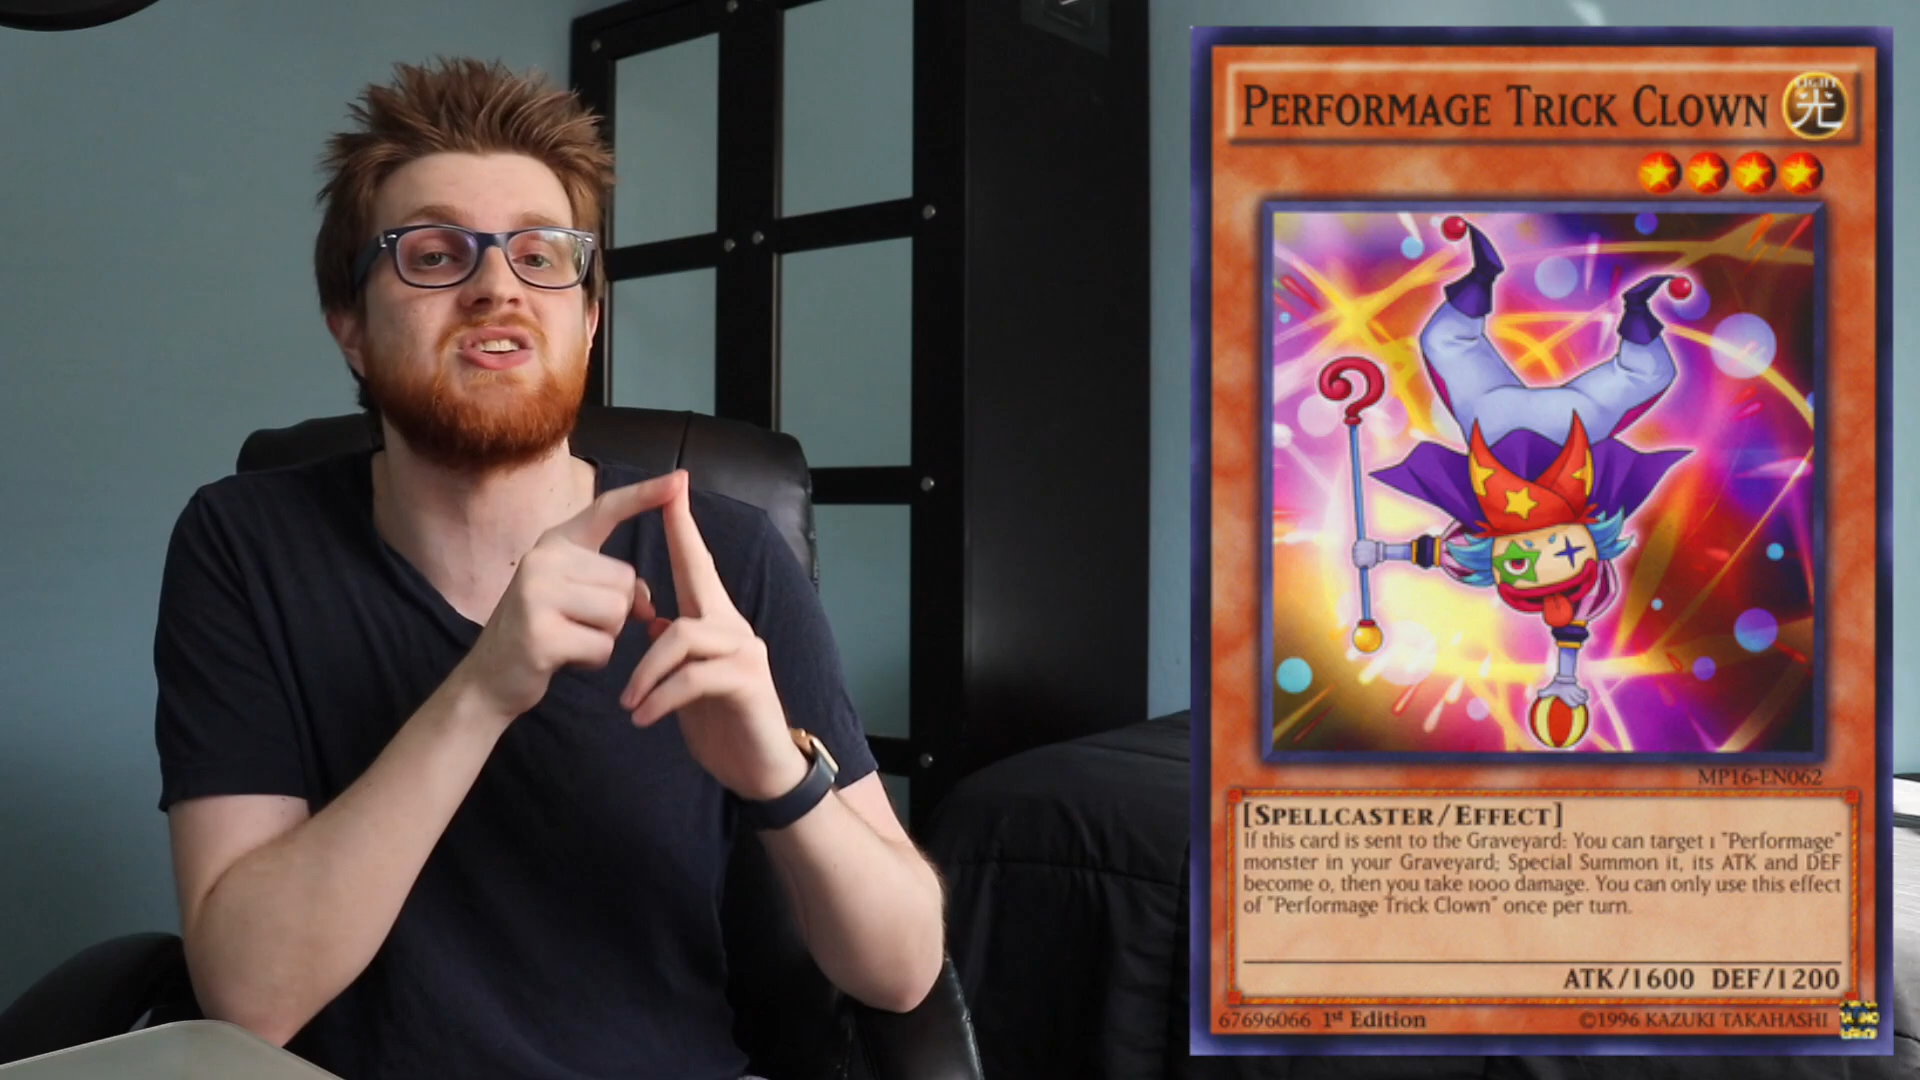 PERFORMAGE TRICK CLOWN
LIGHT
光
MP16-EN062
[SPELLCASTER/EFFECT]
If this card is sent to the Graveyard: You can target 1 "Performage"
monster in your Graveyard; Special Summon it, its ATK and DEF
become 0, then you take 1000 damage. You can only use this effect
of "Performage Trick Clown" once per turn.
ATK/1600 DEF/1200
67696066 1st Edition
©1996 KAZUKI TAKAHASHI